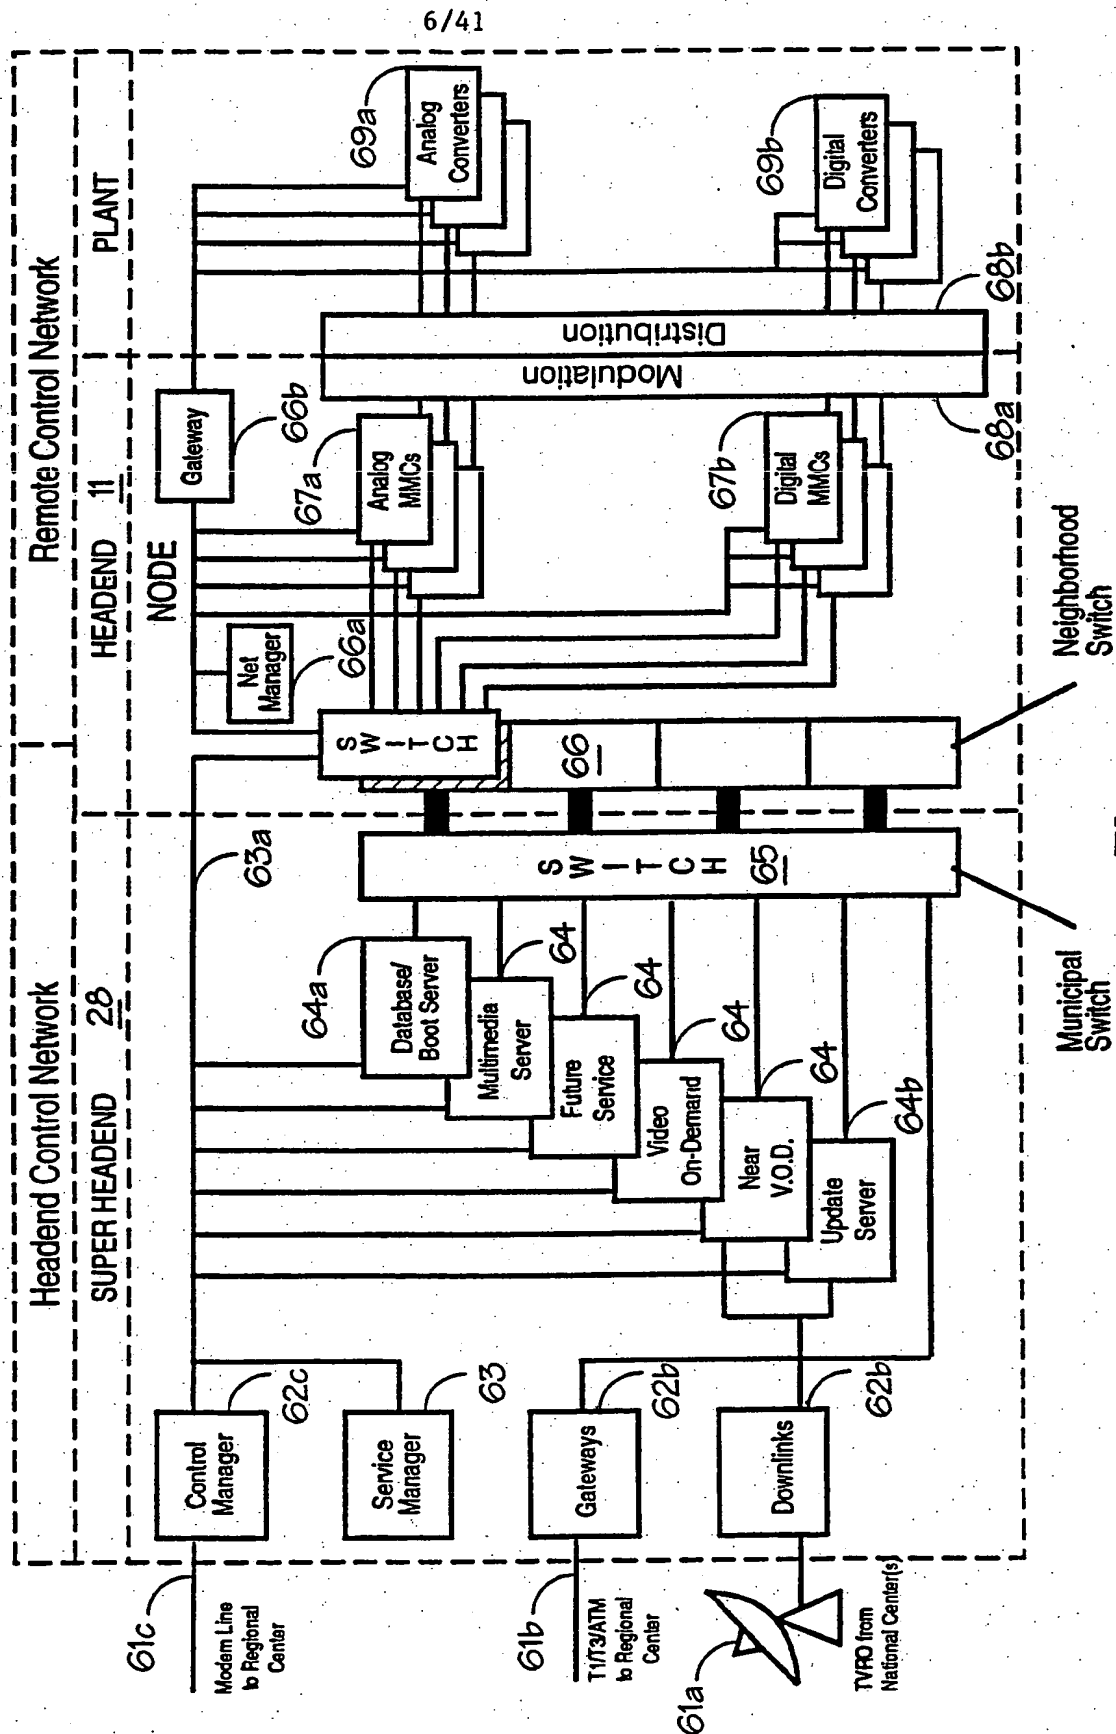 6/41
Headend Control Network
Remote Control Network
SUPER HEADEND 28
HEADEND 11
PLANT
NODE
61c
Modem Line
to Regional
Center
61b
T1/T3/ATM
to Regional
Center
61a
TVRO from
National Center(s)
Control
Manager
62c
Service
Manager
63
Gateways
62b
Downlinks
62b
63a
64a
Database/
Boot Server
Multimedia
Server
64
Future
Service
64
Video
On-Demand
64
Near
V.O.D.
64
Update
Server
64b
SWITCH
65
Municipal
Switch
SWITCH
66
Neighborhood
Switch
Net
Manager
66a
Gateway
66b
67a
Analog
MMCs
67b
Digital
MMCs
Modulation
68a
Distribution
68b
69a
Analog
Converters
69b
Digital
Converters